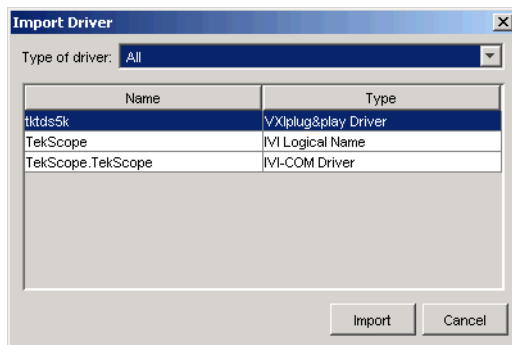 Import Driver
Type of driver: All
Name Type
tktds5k VXIplug&play Driver
TekScope IVI Logical Name
TekScope.TekScope IVI-COM Driver
Import Cancel